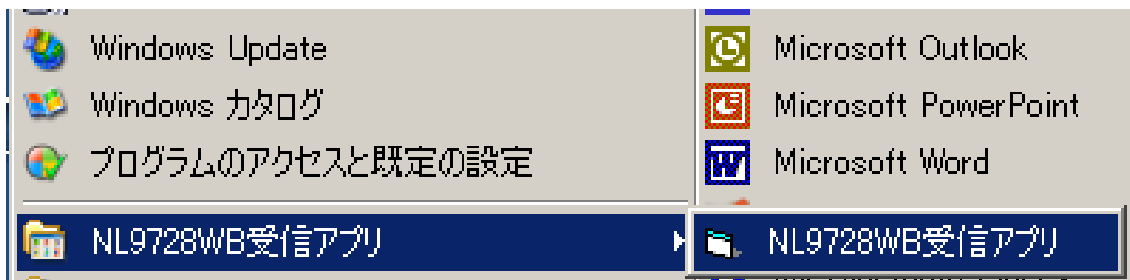 Windows Update
Windows カタログ
プログラムのアクセスと既定の設定
NL9728WB受信アプリ
Microsoft Outlook
Microsoft PowerPoint
Microsoft Word
NL9728WB受信アプリ